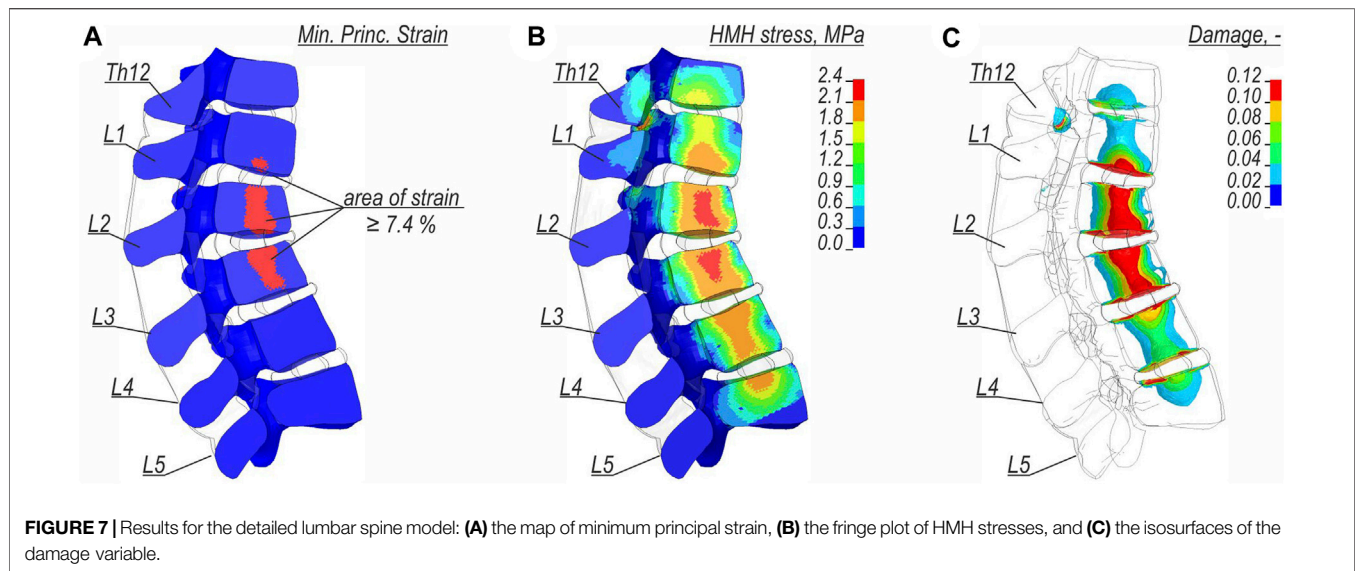 A
Min. Princ. Strain
Th12
L1
L2
L3
L4
L5
area of strain
≥ 7.4 %
B
HMH stress, MPa
Th12
L1
L2
L3
L4
L5
2.4
2.1
1.8
1.5
1.2
0.9
0.6
0.3
0.0
C
Damage, -
Th12
L1
L2
L3
L4
L5
0.12
0.10
0.08
0.06
0.04
0.02
0.00
FIGURE 7 | Results for the detailed lumbar spine model: (A) the map of minimum principal strain, (B) the fringe plot of HMH stresses, and (C) the isosurfaces of the
damage variable.